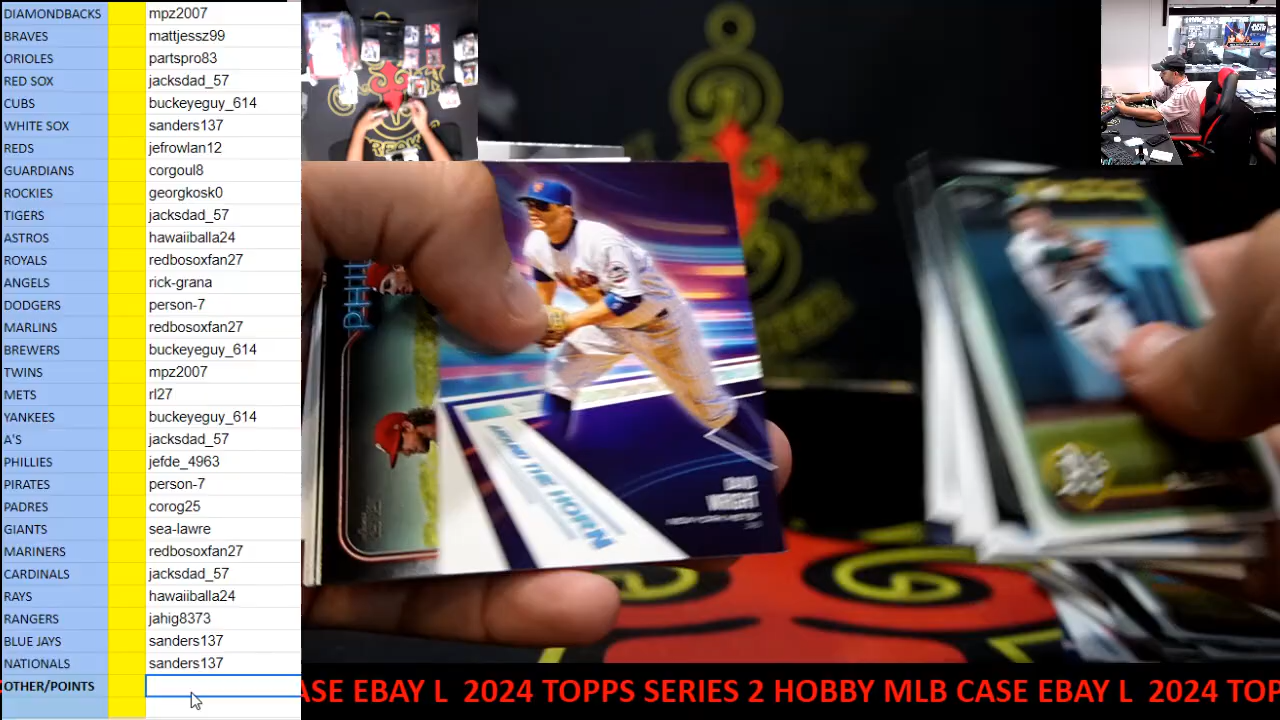 DIAMONDBACKS mpz2007
BRAVES mattjessz99
ORIOLES partspro83
RED SOX jacksdad_57
CUBS buckeyeguy_614
WHITE SOX sanders137
REDS jefrowlan12
GUARDIANS corgoul8
ROCKIES georgkosk0
TIGERS jacksdad_57
ASTROS hawaiiballa24
ROYALS redbosoxfan27
ANGELS rick-grana
DODGERS person-7
MARLINS redbosoxfan27
BREWERS buckeyeguy_614
TWINS mpz2007
METS rl27
YANKEES buckeyeguy_614
A'S jacksdad_57
PHILLIES jefde_4963
PIRATES person-7
PADRES corog25
GIANTS sea-lawre
MARINERS redbosoxfan27
CARDINALS jacksdad_57
RAYS hawaiiballa24
RANGERS jahig8373
BLUE JAYS sanders137
NATIONALS sanders137
OTHER/POINTS
PHIL
THE HORN
DAVID
WRIGHT
ASE EBAY L 2024 TOPPS SERIES 2 HOBBY MLB CASE EBAY L 2024 TOP